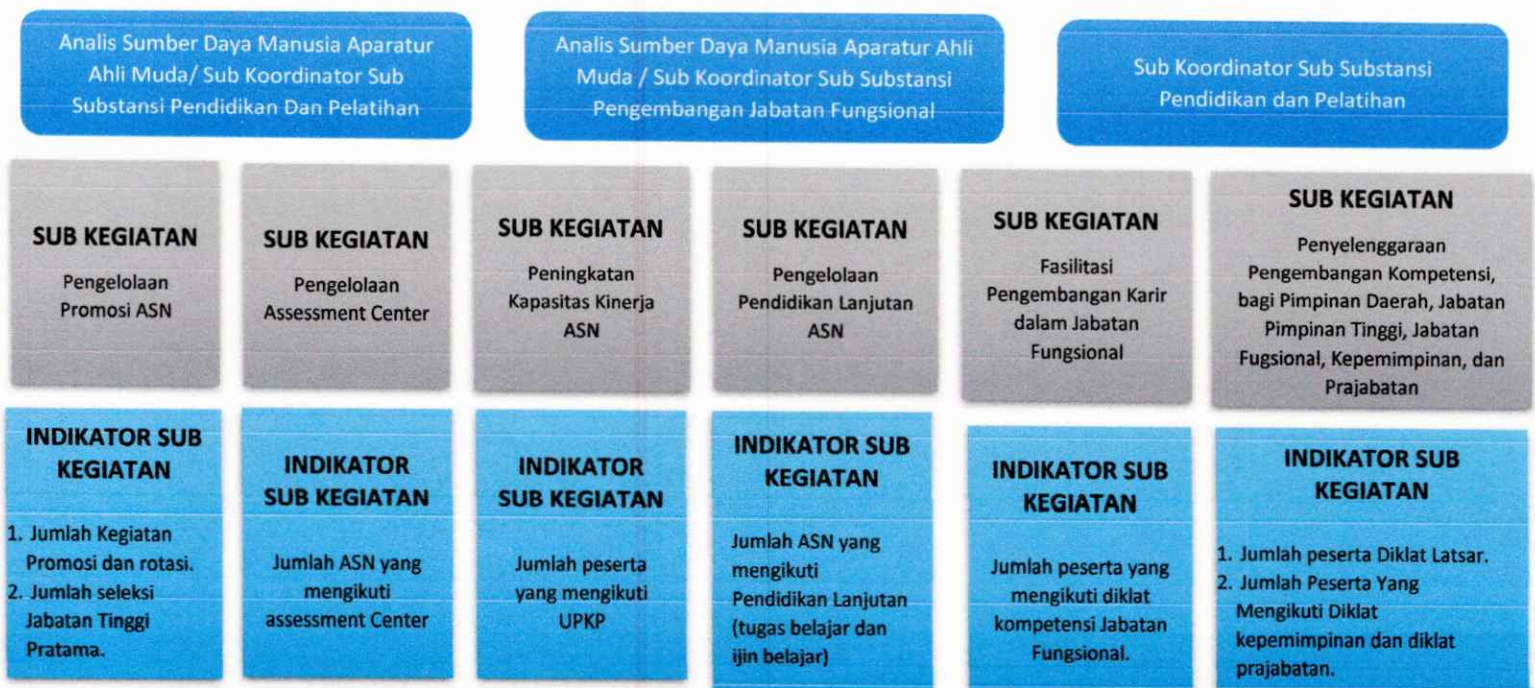 Analis Sumber Daya Manusia Aparatur
Ahli Muda/ Sub Koordinator Sub
Substansi Pendidikan Dan Pelatihan
Analis Sumber Daya Manusia Aparatur Ahli
Muda / Sub Koordinator Sub Substansi
Pengembangan Jabatan Fungsional
Sub Koordinator Sub Substansi
Pendidikan dan Pelatihan
SUB KEGIATAN
Pengelolaan
Promosi ASN
SUB KEGIATAN
Pengelolaan
Assessment Center
SUB KEGIATAN
Peningkatan
Kapasitas Kinerja
ASN
SUB KEGIATAN
Pengelolaan
Pendidikan Lanjutan
ASN
SUB KEGIATAN
Fasilitasi
Pengembangan Karir
dalam Jabatan
Fungsional
SUB KEGIATAN
Penyelenggaraan
Pengembangan Kompetensi,
bagi Pimpinan Daerah, Jabatan
Pimpinan Tinggi, Jabatan
Fugsional, Kepemimpinan, dan
Prajabatan
INDIKATOR SUB
KEGIATAN
1. Jumlah Kegiatan
Promosi dan rotasi.
2. Jumlah seleksi
Jabatan Tinggi
Pratama.
INDIKATOR
SUB KEGIATAN
Jumlah ASN yang
mengikuti
assessment Center
INDIKATOR
SUB KEGIATAN
Jumlah peserta
yang mengikuti
UPKP
INDIKATOR SUB
KEGIATAN
Jumlah ASN yang
mengikuti
Pendidikan Lanjutan
(tugas belajar dan
ijin belajar)
INDIKATOR SUB
KEGIATAN
Jumlah peserta yang
mengikuti diklat
kompetensi Jabatan
Fungsional.
INDIKATOR SUB
KEGIATAN
1. Jumlah peserta Diklat Latsar.
2. Jumlah Peserta Yang
Mengikuti Diklat
kepemimpinan dan diklat
prajabatan.